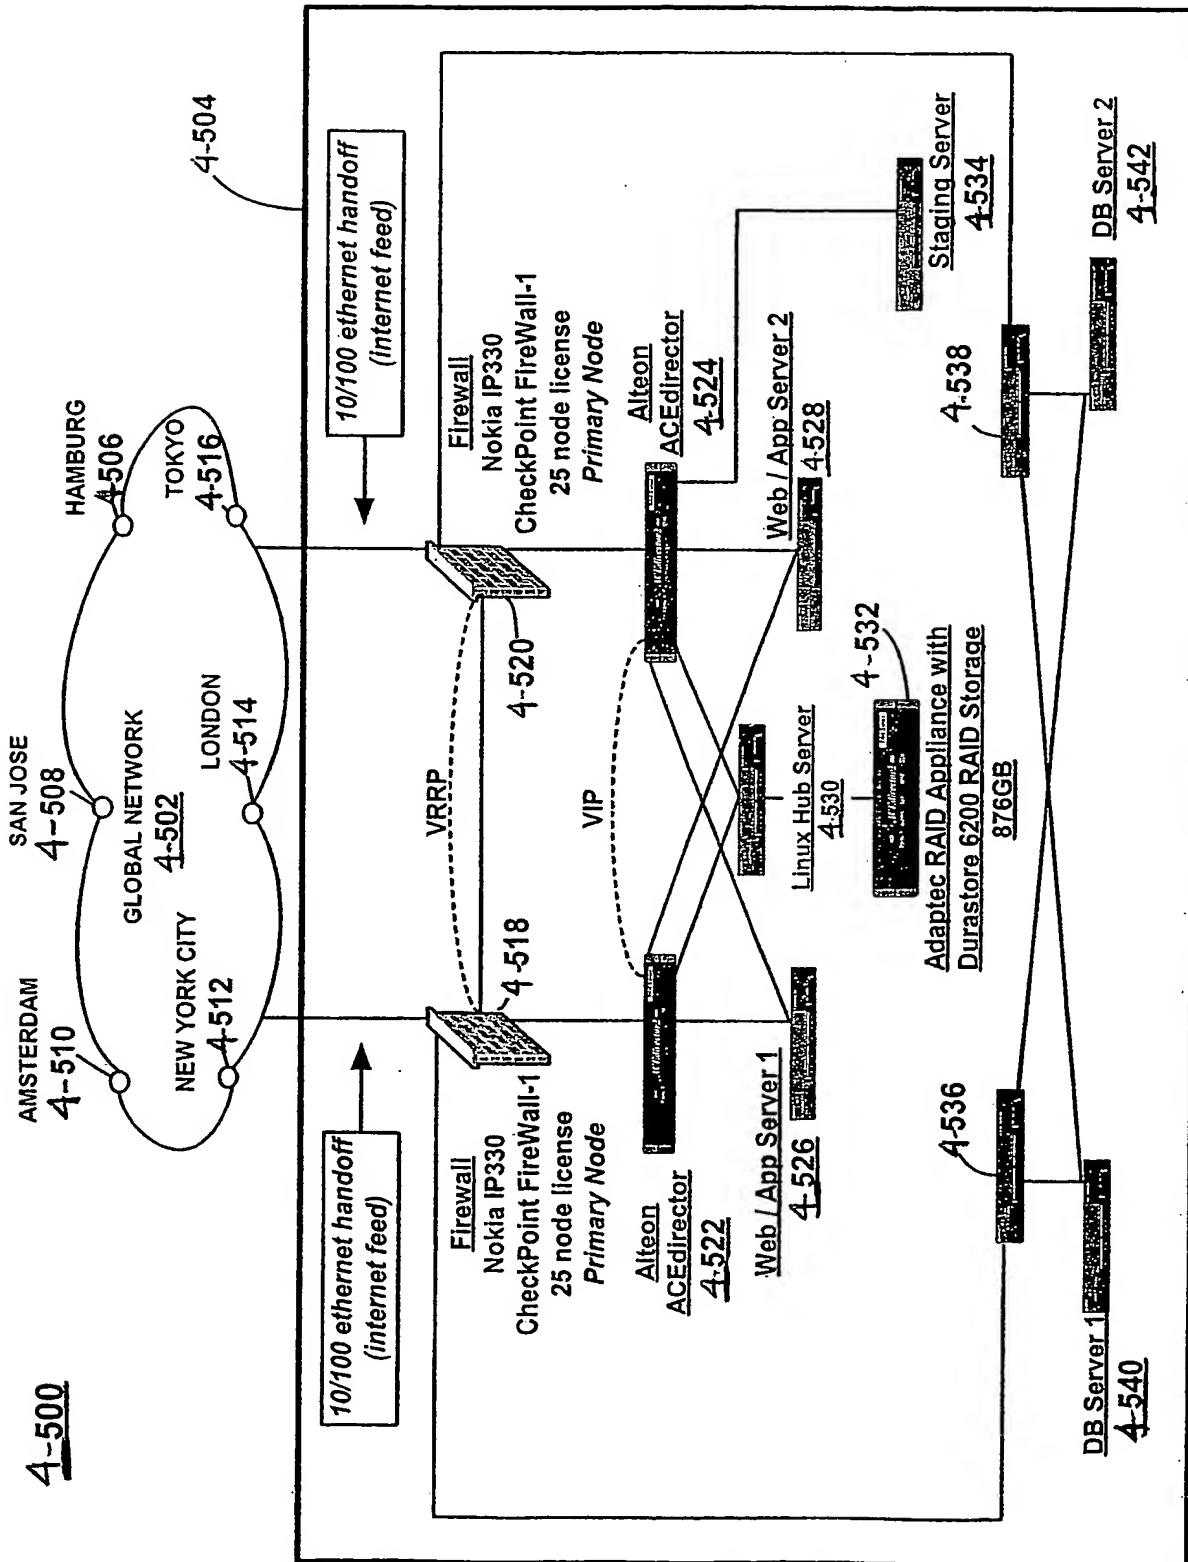 4-500
AMSTERDAM
4-510
SAN JOSE
4-508
HAMBURG
4-506
GLOBAL NETWORK
4-502
NEW YORK CITY
4-512
LONDON
4-514
TOKYO
4-516
4-504
10/100 ethernet handoff
(internet feed)
10/100 ethernet handoff
(internet feed)
VRRP
4-518
4-520
Firewall
Nokia IP330
CheckPoint FireWall-1
25 node license
Primary Node
Firewall
Nokia IP330
CheckPoint FireWall-1
25 node license
Primary Node
VIP
Alteon
ACEdirector
4-522
Alteon
ACEdirector
4-524
Web / App Server 1
4-526
Web / App Server 2
4-528
Linux Hub Server
4-530
4-532
Adaptec RAID Appliance with
Durastore 6200 RAID Storage
876GB
Staging Server
4-534
4-536
4-538
DB Server 1
4-540
DB Server 2
4-542